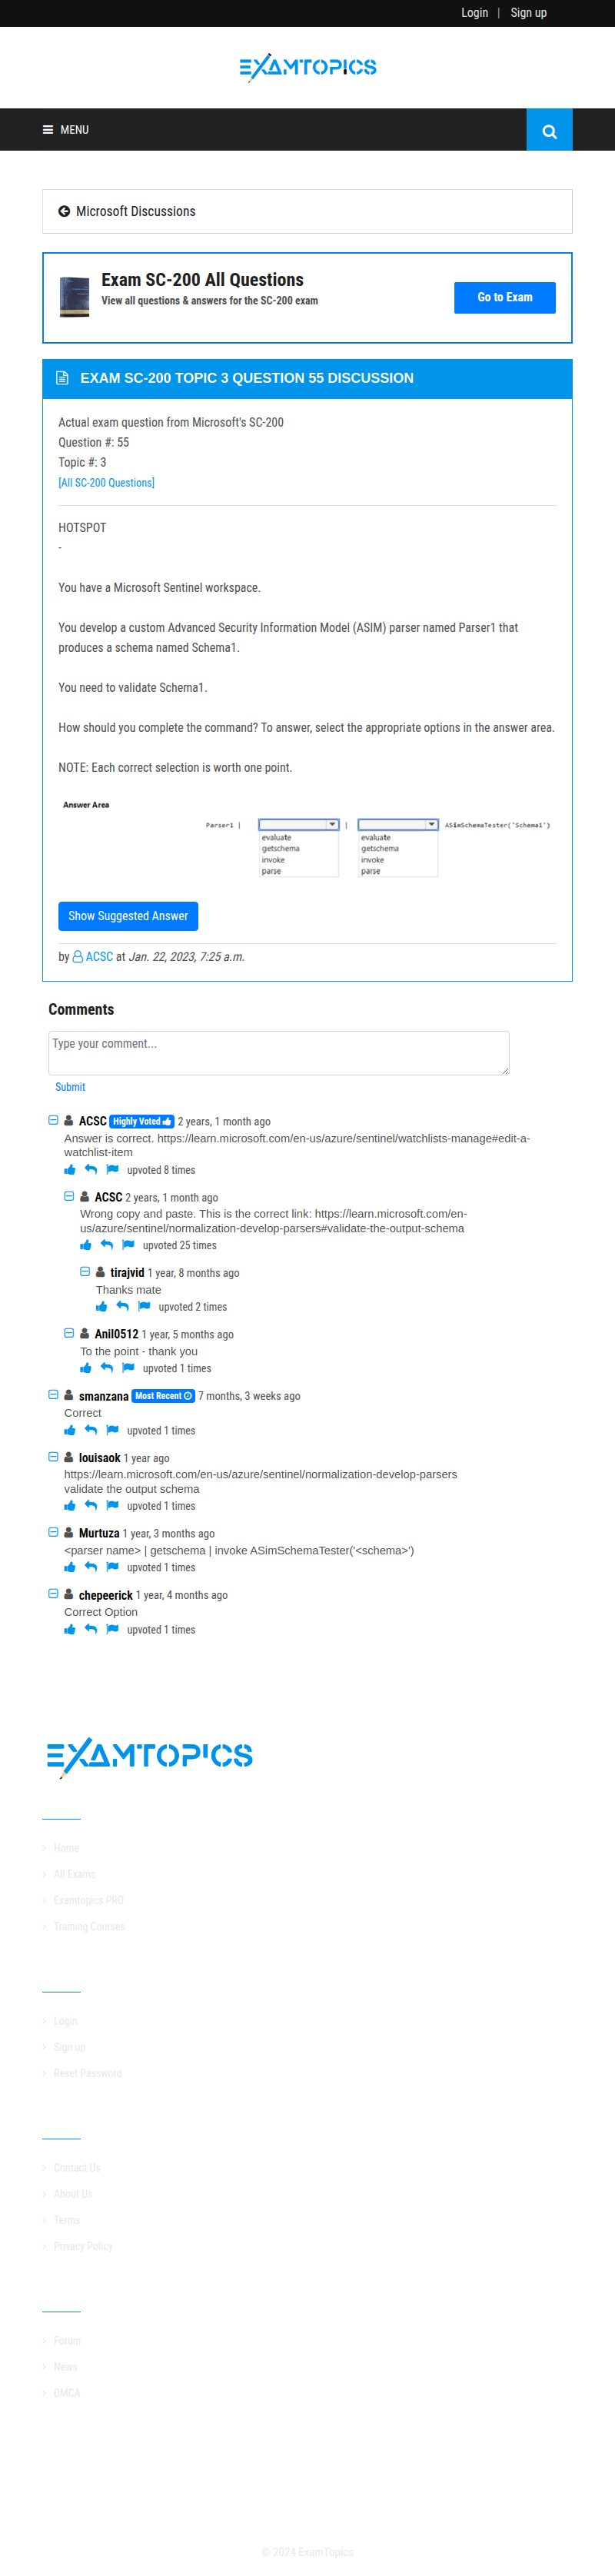 Login | Sign up
EXAMTOPICS
MENU
Microsoft Discussions
Exam SC-200 All Questions
View all questions & answers for the SC-200 exam
Go to Exam
EXAM SC-200 TOPIC 3 QUESTION 55 DISCUSSION
Actual exam question from Microsoft's SC-200
Question #: 55
Topic #: 3
[All SC-200 Questions]
HOTSPOT
-
You have a Microsoft Sentinel workspace.
You develop a custom Advanced Security Information Model (ASIM) parser named Parser1 that
produces a schema named Schema1.
You need to validate Schema1.
How should you complete the command? To answer, select the appropriate options in the answer area.
NOTE: Each correct selection is worth one point.
Answer Area
Parser1 | | ASimSchemaTester('Schema1')
evaluate evaluate
getschema getschema
invoke invoke
parse parse
Show Suggested Answer
by ACSC at Jan. 22, 2023, 7:25 a.m.
Comments
Type your comment...
Submit
ACSC Highly Voted 2 years, 1 month ago
Answer is correct. https://learn.microsoft.com/en-us/azure/sentinel/watchlists-manage#edit-a-
watchlist-item
upvoted 8 times
ACSC 2 years, 1 month ago
Wrong copy and paste. This is the correct link: https://learn.microsoft.com/en-
us/azure/sentinel/normalization-develop-parsers#validate-the-output-schema
upvoted 25 times
tirajvid 1 year, 8 months ago
Thanks mate
upvoted 2 times
Anil0512 1 year, 5 months ago
To the point - thank you
upvoted 1 times
smanzana Most Recent 7 months, 3 weeks ago
Correct
upvoted 1 times
louisaok 1 year ago
https://learn.microsoft.com/en-us/azure/sentinel/normalization-develop-parsers
validate the output schema
upvoted 1 times
Murtuza 1 year, 3 months ago
<parser name> | getschema | invoke ASimSchemaTester('<schema>')
upvoted 1 times
chepeerick 1 year, 4 months ago
Correct Option
upvoted 1 times
EXAMTOPICS
Home
All Exams
Examtopics PRO
Training Courses
Login
Sign up
Reset Password
Contact Us
About Us
Terms
Privacy Policy
Forum
News
DMCA
© 2024 ExamTopics